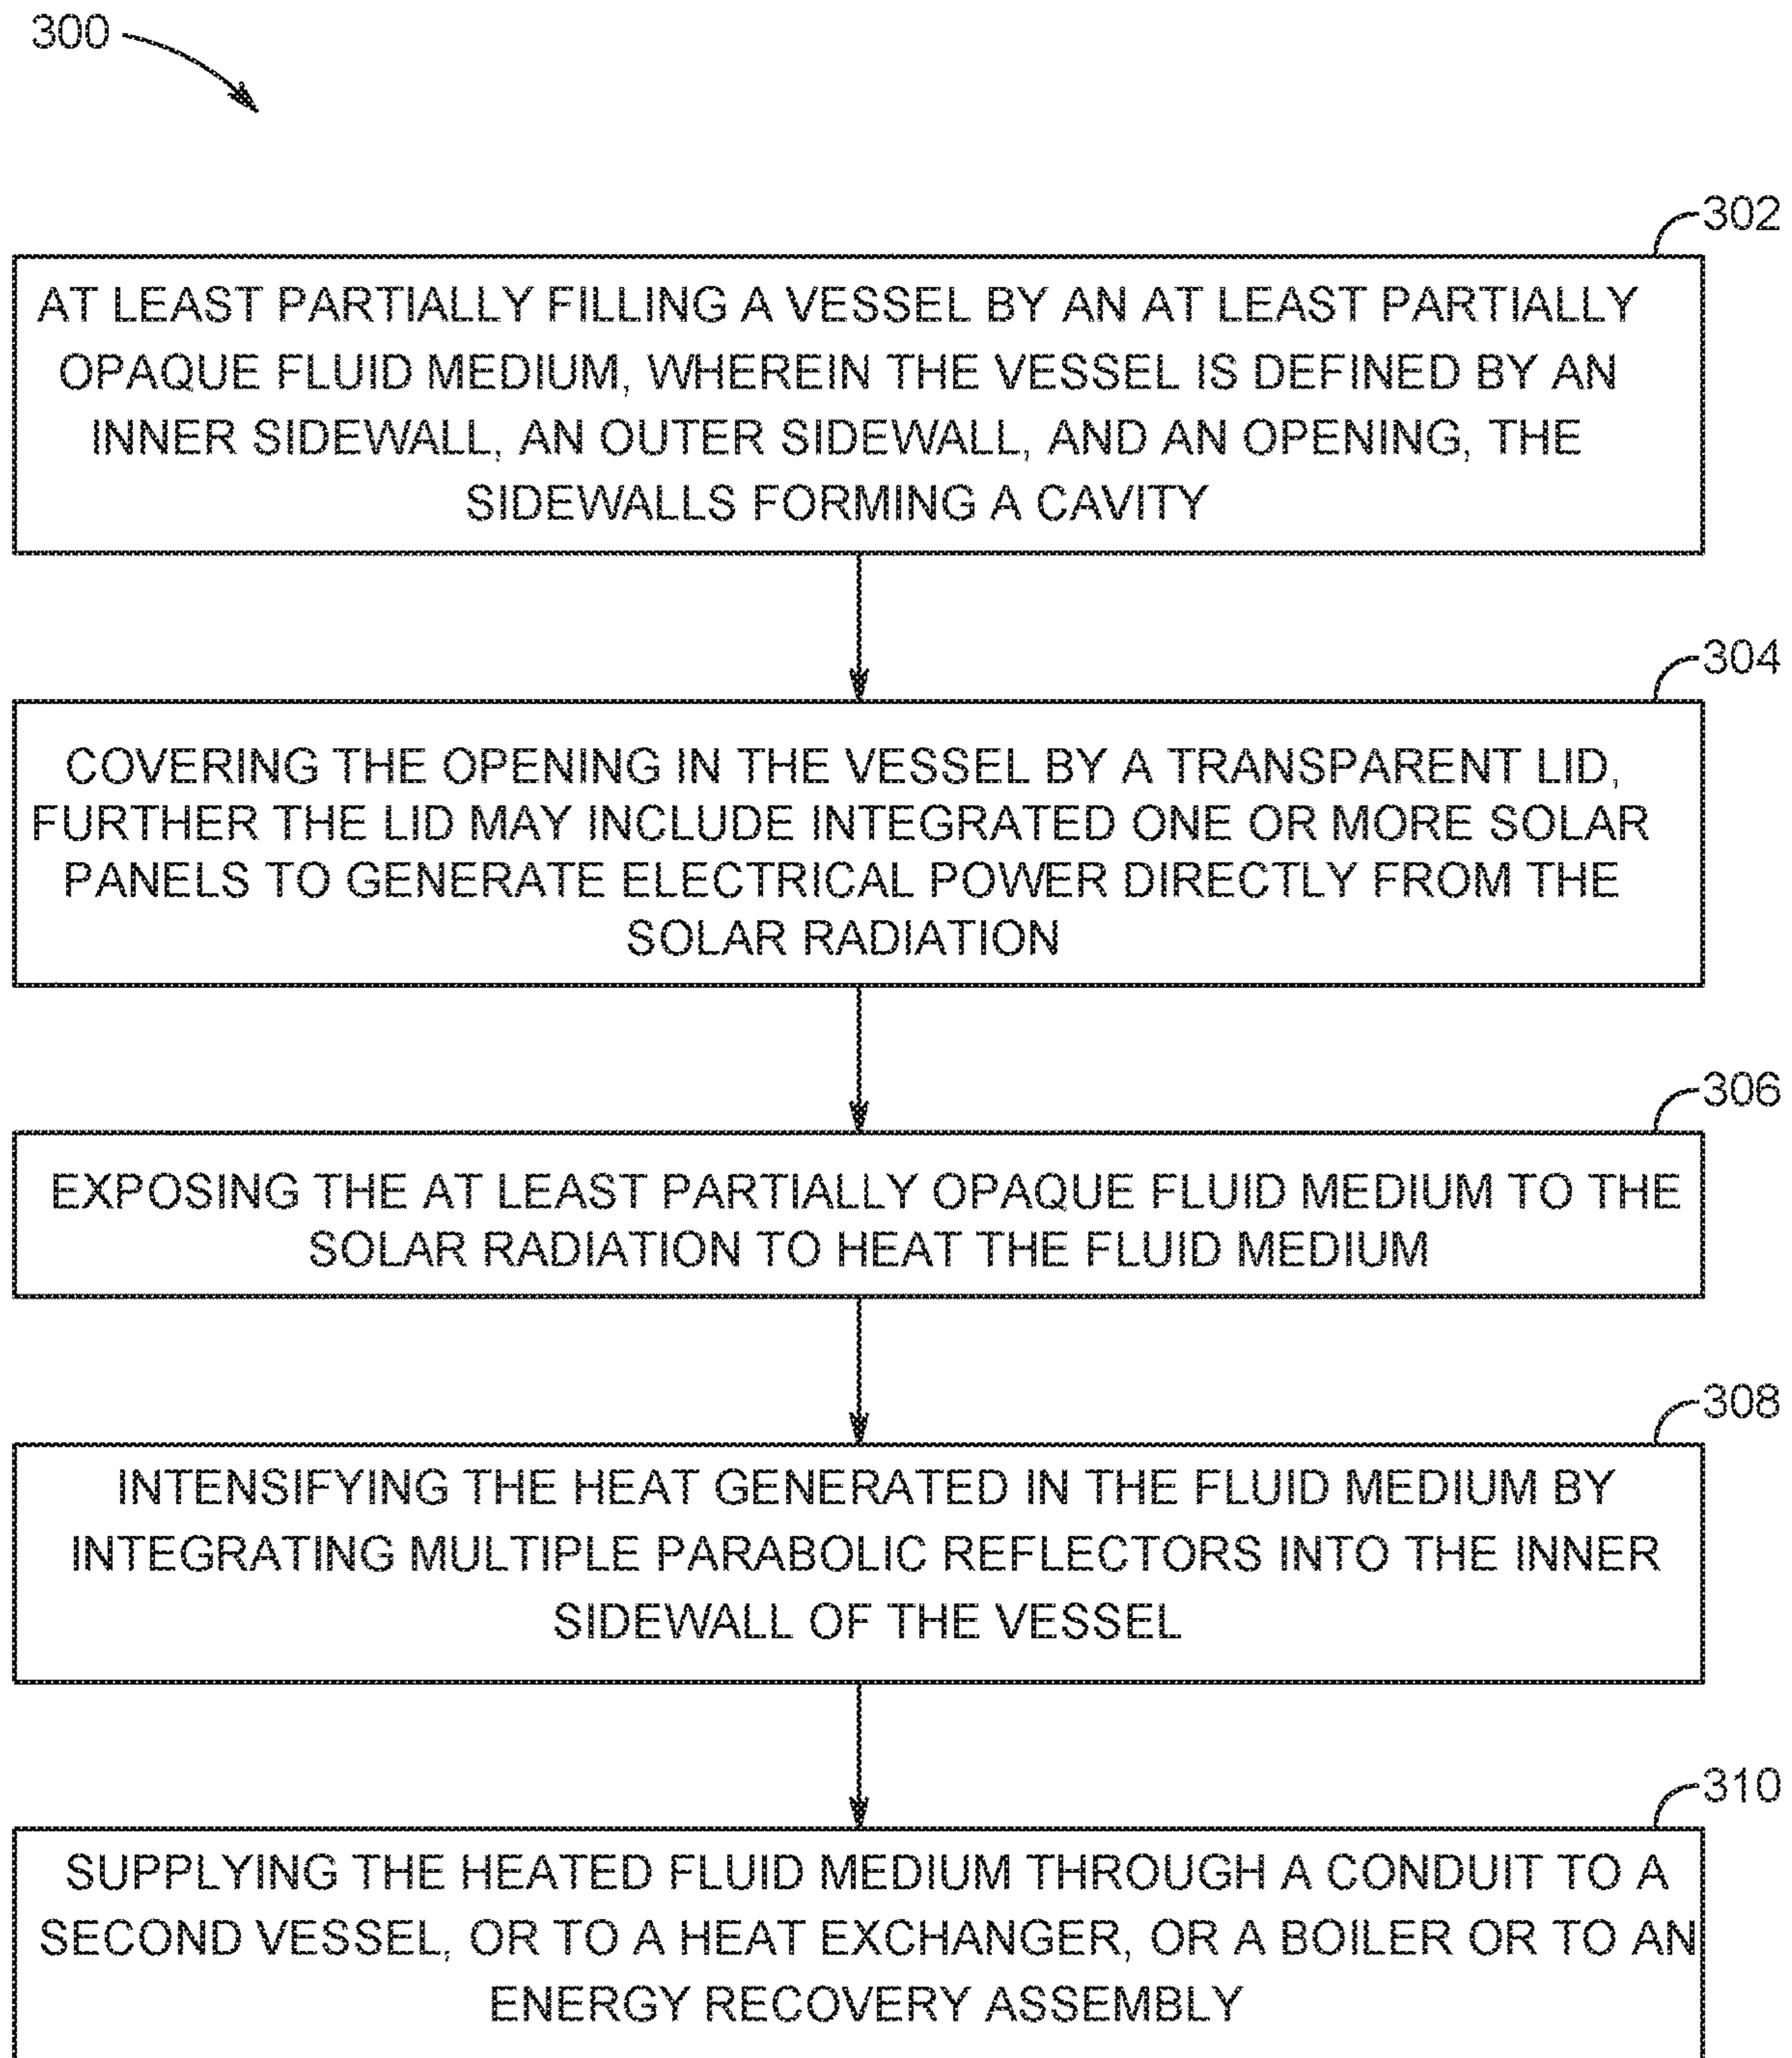 300
302
AT LEAST PARTIALLY FILLING A VESSEL BY AN AT LEAST PARTIALLY
OPAQUE FLUID MEDIUM, WHEREIN THE VESSEL IS DEFINED BY AN
INNER SIDEWALL, AN OUTER SIDEWALL, AND AN OPENING, THE
SIDEWALLS FORMING A CAVITY
304
COVERING THE OPENING IN THE VESSEL BY A TRANSPARENT LID,
FURTHER THE LID MAY INCLUDE INTEGRATED ONE OR MORE SOLAR
PANELS TO GENERATE ELECTRICAL POWER DIRECTLY FROM THE
SOLAR RADIATION
306
EXPOSING THE AT LEAST PARTIALLY OPAQUE FLUID MEDIUM TO THE
SOLAR RADIATION TO HEAT THE FLUID MEDIUM
308
INTENSIFYING THE HEAT GENERATED IN THE FLUID MEDIUM BY
INTEGRATING MULTIPLE PARABOLIC REFLECTORS INTO THE INNER
SIDEWALL OF THE VESSEL
310
SUPPLYING THE HEATED FLUID MEDIUM THROUGH A CONDUIT TO A
SECOND VESSEL, OR TO A HEAT EXCHANGER, OR A BOILER OR TO AN
ENERGY RECOVERY ASSEMBLY